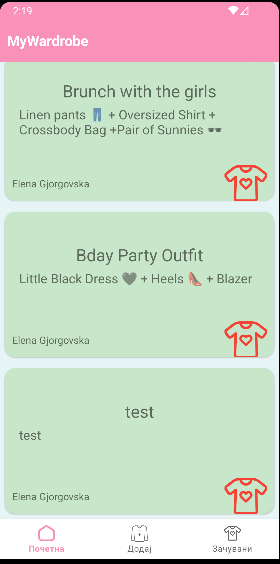 2:19
MyWardrobe
Brunch with the girls
Linen pants 👖 + Oversized Shirt +
Crossbody Bag +Pair of Sunnies 🕶️
Elena Gjorgovska
Bday Party Outfit
Little Black Dress 🖤 + Heels 👠 + Blazer
Elena Gjorgovska
test
test
Elena Gjorgovska
Почетна Додај Зачувани